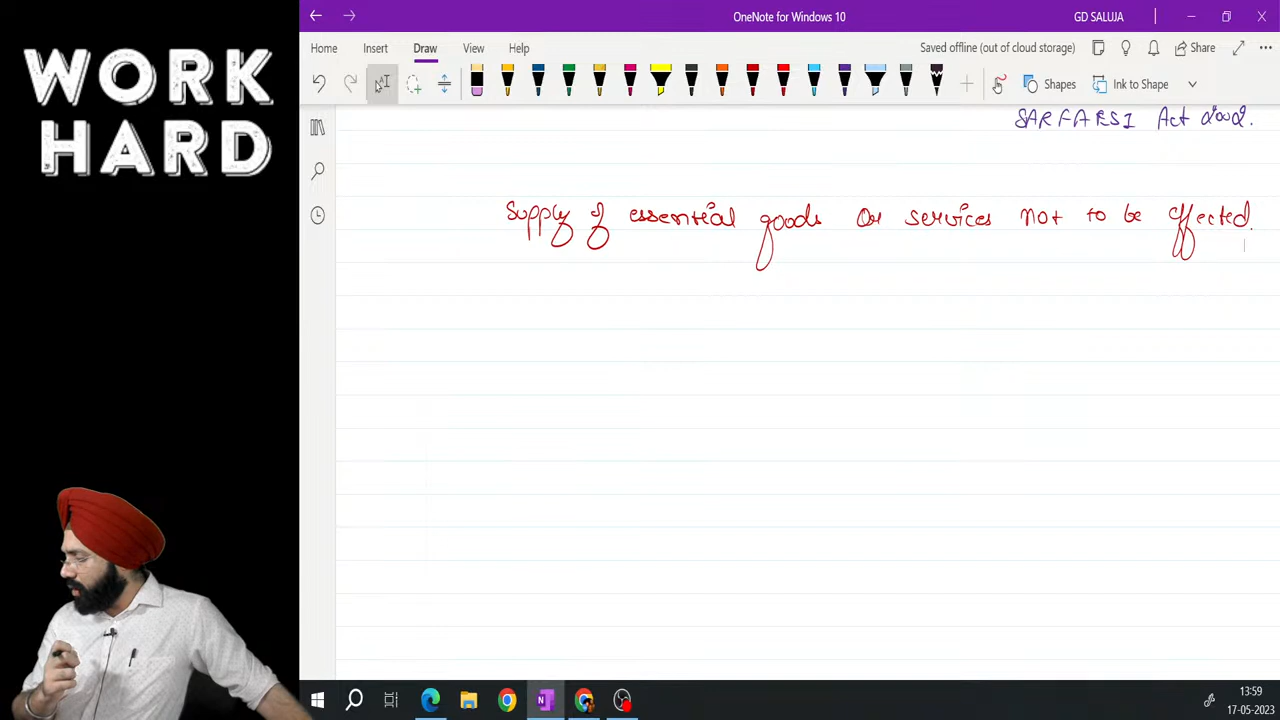 WORK
HARD
OneNote for Windows 10
GD SALUJA
Home Insert Draw View Help
Saved offline (out of cloud storage)
Share
Shapes
Ink to Shape
SARFAESI Act 2002.
Supply of essential goods or services not to be affected.
13:59
17-05-2023